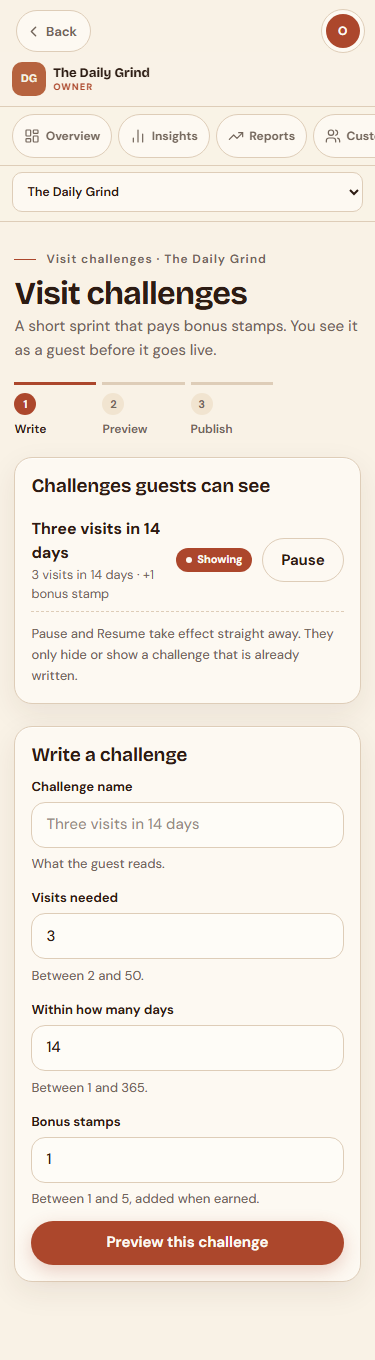 Back
O
DG
The Daily Grind
OWNER
Overview
Insights
Reports
Cust
The Daily Grind
Visit challenges · The Daily Grind
Visit challenges
A short sprint that pays bonus stamps. You see it
as a guest before it goes live.
1
2
3
Write
Preview
Publish
Challenges guests can see
Three visits in 14
days
3 visits in 14 days · +1
bonus stamp
Showing
Pause
Pause and Resume take effect straight away. They
only hide or show a challenge that is already
written.
Write a challenge
Challenge name
Three visits in 14 days
What the guest reads.
Visits needed
3
Between 2 and 50.
Within how many days
14
Between 1 and 365.
Bonus stamps
1
Between 1 and 5, added when earned.
Preview this challenge